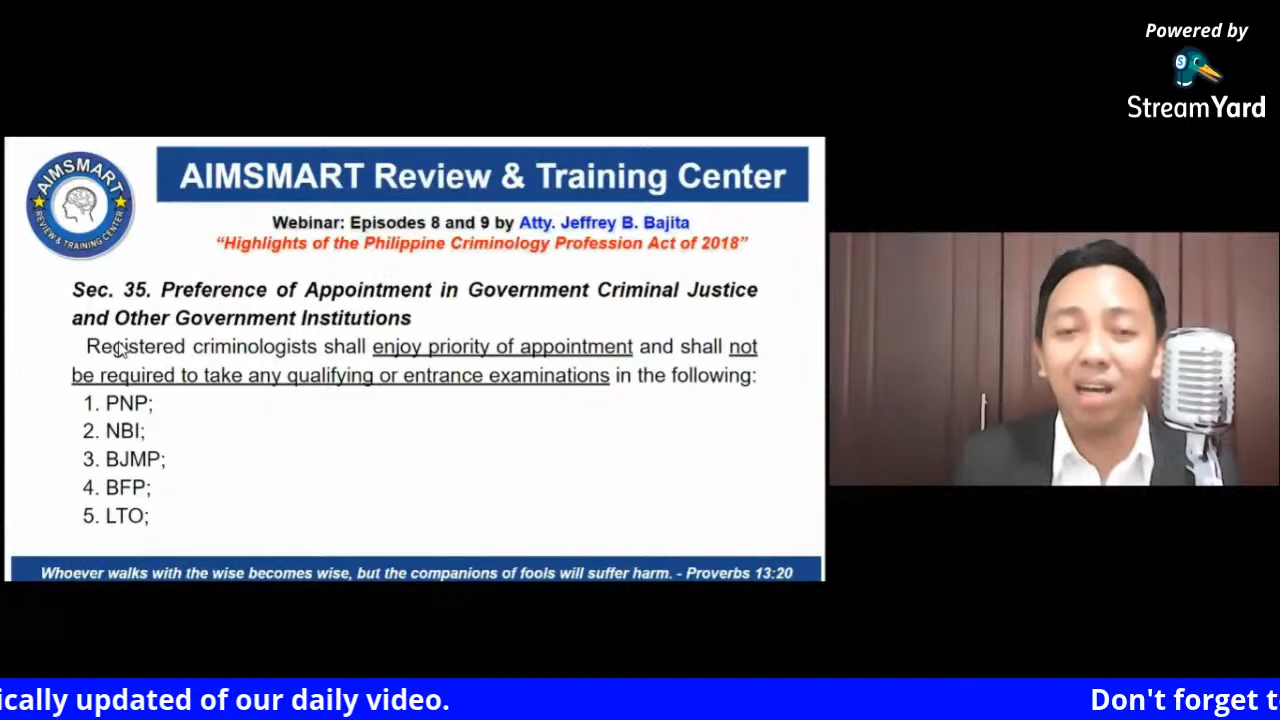 Powered by
StreamYard
AIMSMART
REVIEW & TRAINING CENTER
AIMSMART Review & Training Center
Webinar: Episodes 8 and 9 by Atty. Jeffrey B. Bajita
“Highlights of the Philippine Criminology Profession Act of 2018”
Sec. 35. Preference of Appointment in Government Criminal Justice
and Other Government Institutions
Registered criminologists shall enjoy priority of appointment and shall not
be required to take any qualifying or entrance examinations in the following:
1. PNP;
2. NBI;
3. BJMP;
4. BFP;
5. LTO;
Whoever walks with the wise becomes wise, but the companions of fools will suffer harm. - Proverbs 13:20
ically updated of our daily video. Don't forget t